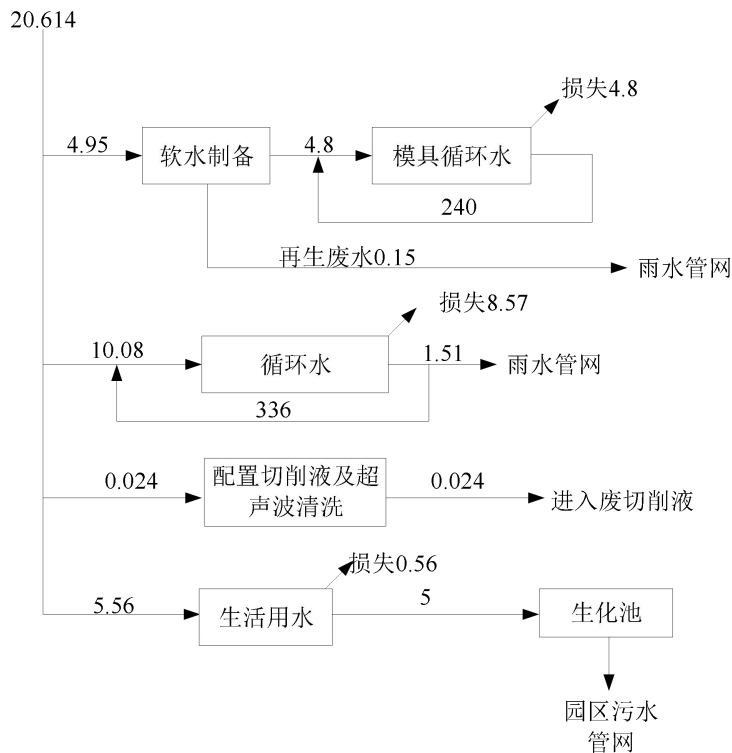 20.614
损失4.8
4.95
软水制备
4.8
模具循环水
240
再生废水0.15
雨水管网
损失8.57
10.08
循环水
1.51
雨水管网
336
0.024
配置切削液及超
声波清洗
0.024
进入废切削液
损失0.56
5.56
生活用水
5
生化池
园区污水
管网